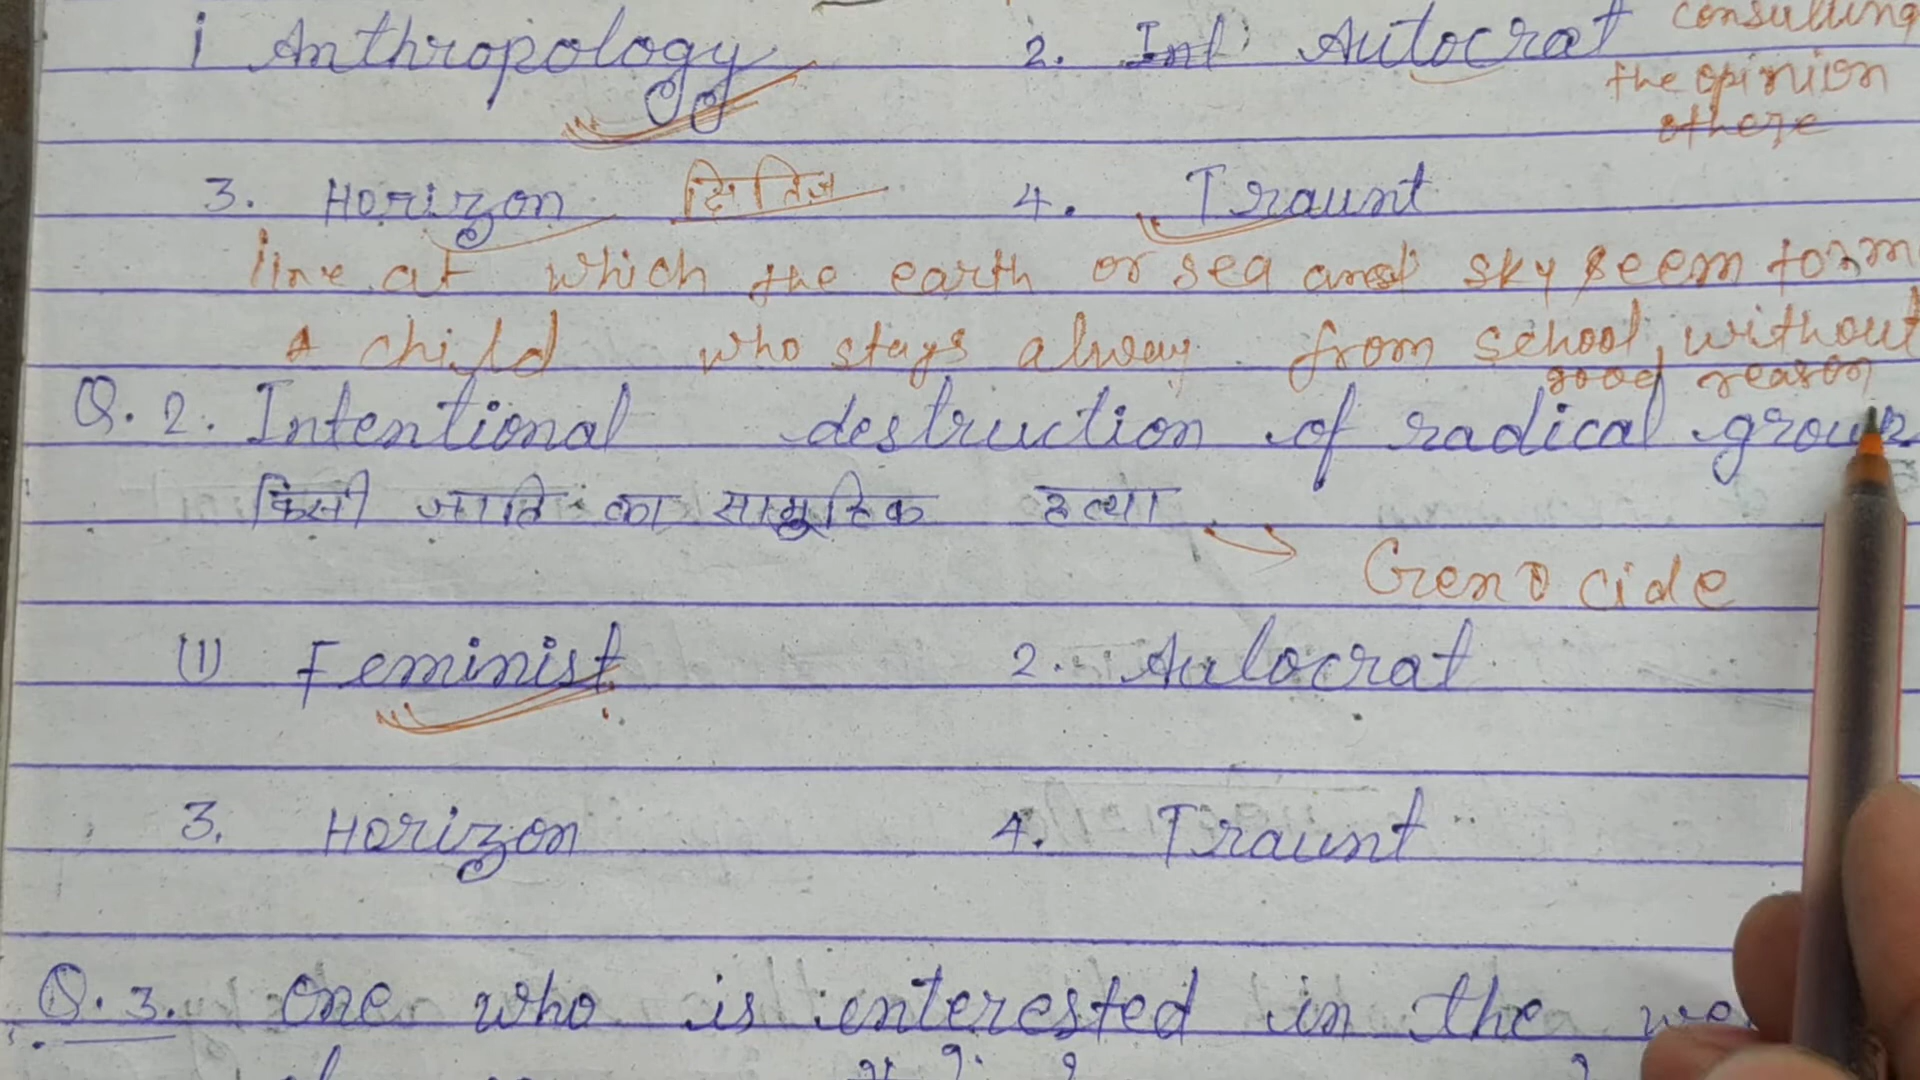 i Anthropology 2. Int Autocrat consulting
the opinion
othere
3. Horizon क्षितिज 4. Traunt
line at which the earth or sea and sky seem to form
A child who stays alway from school, without
good reason
Q.2. Intentional destruction of radical group
किसी जाति का सामुहिक हत्या
Genocide
(1) Feminist 2. Autocrat
3. Horizon 4. Traunt
Q.3. One who is interested in the